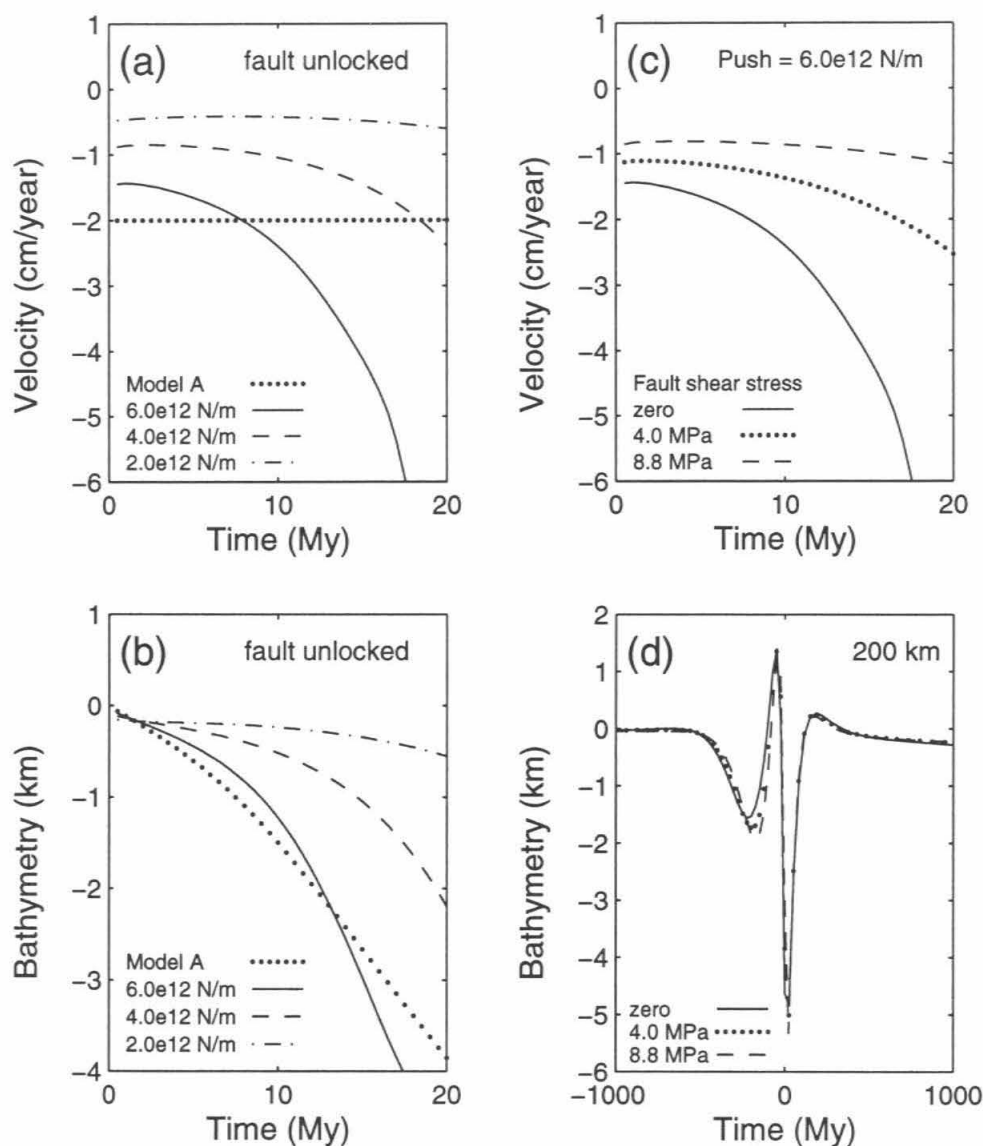 (a) fault unlocked
1
0
−1
−2
−3
−4
−5
−6
Velocity (cm/year)
Model A
6.0e12 N/m
4.0e12 N/m
2.0e12 N/m
0 10 20
Time (My)
(c) Push = 6.0e12 N/m
1
0
−1
−2
−3
−4
−5
−6
Velocity (cm/year)
Fault shear stress
zero
4.0 MPa
8.8 MPa
0 10 20
Time (My)
(b) fault unlocked
1
0
−1
−2
−3
−4
Bathymetry (km)
Model A
6.0e12 N/m
4.0e12 N/m
2.0e12 N/m
0 10 20
Time (My)
(d) 200 km
2
1
0
−1
−2
−3
−4
−5
−6
Bathymetry (km)
zero
4.0 MPa
8.8 MPa
−1000 0 1000
Time (My)